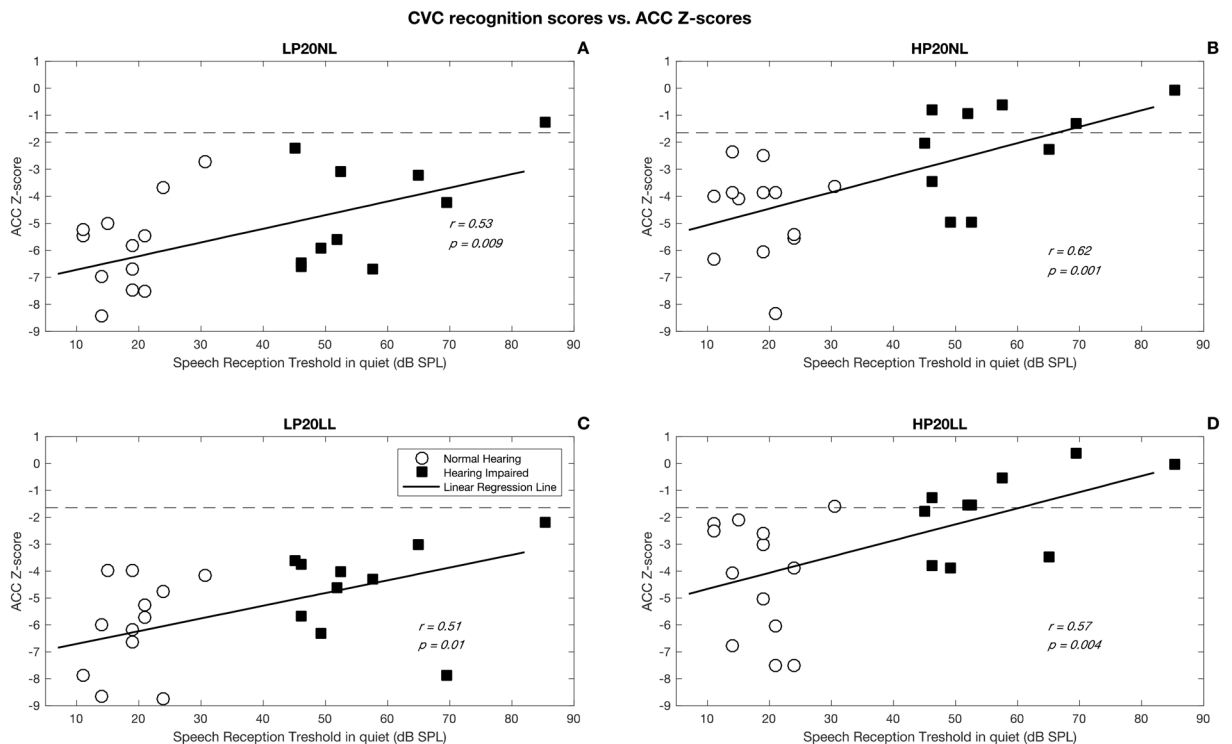 CVC recognition scores vs. ACC Z-scores
LP20NL
A
1
0
-1
-2
-3
-4
-5
-6
-7
-8
-9
ACC Z-score
r = 0.53
p = 0.009
10 20 30 40 50 60 70 80 90
Speech Reception Treshold in quiet (dB SPL)
HP20NL
B
1
0
-1
-2
-3
-4
-5
-6
-7
-8
-9
ACC Z-score
r = 0.62
p = 0.001
10 20 30 40 50 60 70 80 90
Speech Reception Treshold in quiet (dB SPL)
LP20LL
C
1
0
-1
-2
-3
-4
-5
-6
-7
-8
-9
ACC Z-score
Normal Hearing
Hearing Impaired
Linear Regression Line
r = 0.51
p = 0.01
10 20 30 40 50 60 70 80 90
Speech Reception Treshold in quiet (dB SPL)
HP20LL
D
1
0
-1
-2
-3
-4
-5
-6
-7
-8
-9
ACC Z-score
r = 0.57
p = 0.004
10 20 30 40 50 60 70 80 90
Speech Reception Treshold in quiet (dB SPL)